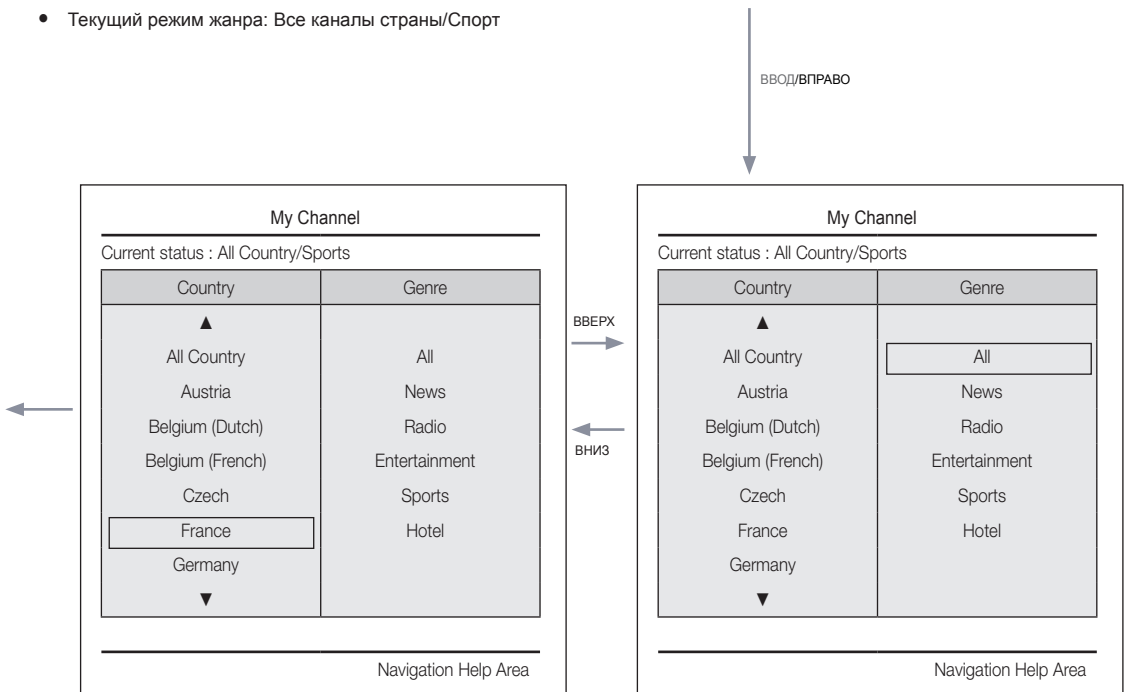 • Текущий режим жанра: Все каналы страны/Спорт
ВВОД/ВПРАВО
My Channel
Current status : All Country/Sports
Country Genre
▲
All Country All
Austria News
Belgium (Dutch) Radio
Belgium (French) Entertainment
Czech Sports
France Hotel
Germany
▼
Navigation Help Area
ВВЕРХ
ВНИЗ
My Channel
Current status : All Country/Sports
Country Genre
▲
All Country All
Austria News
Belgium (Dutch) Radio
Belgium (French) Entertainment
Czech Sports
France Hotel
Germany
▼
Navigation Help Area